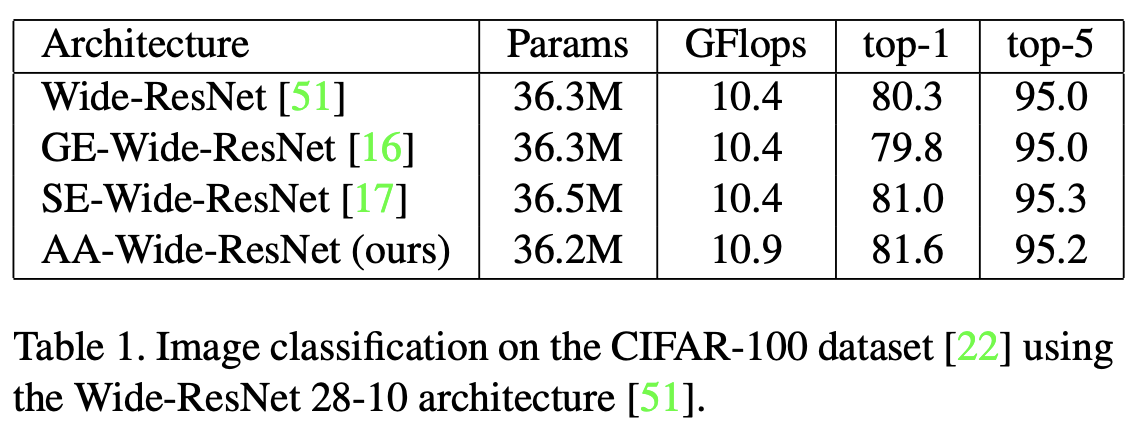 Architecture Params GFlops top-1 top-5
Wide-ResNet [51] 36.3M 10.4 80.3 95.0
GE-Wide-ResNet [16] 36.3M 10.4 79.8 95.0
SE-Wide-ResNet [17] 36.5M 10.4 81.0 95.3
AA-Wide-ResNet (ours) 36.2M 10.9 81.6 95.2
Table 1. Image classification on the CIFAR-100 dataset [22] using
the Wide-ResNet 28-10 architecture [51].